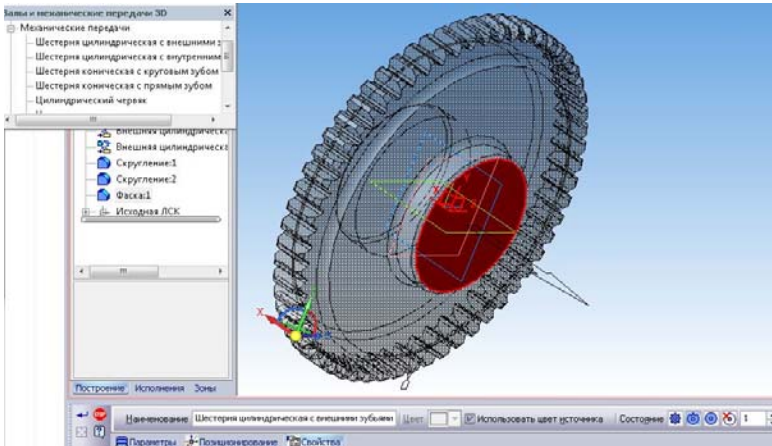 Валы и механические передачи 3D
Механические передачи
Шестерня цилиндрическая с внешними з
Шестерня цилиндрическая с внутренним
Шестерня коническая с круговым зубом
Шестерня коническая с прямым зубом
Цилиндрический червяк
Внешняя цилиндрическа
Внешняя цилиндрическа
Скругление:1
Скругление:2
Фаска:1
Исходная ЛСК
X
Построение Исполнения Зоны
STOP Наименование Шестерня цилиндрическая с внешними зубьями Цвет Использовать цвет источника Состояние 1
Параметры Позиционирование Свойства